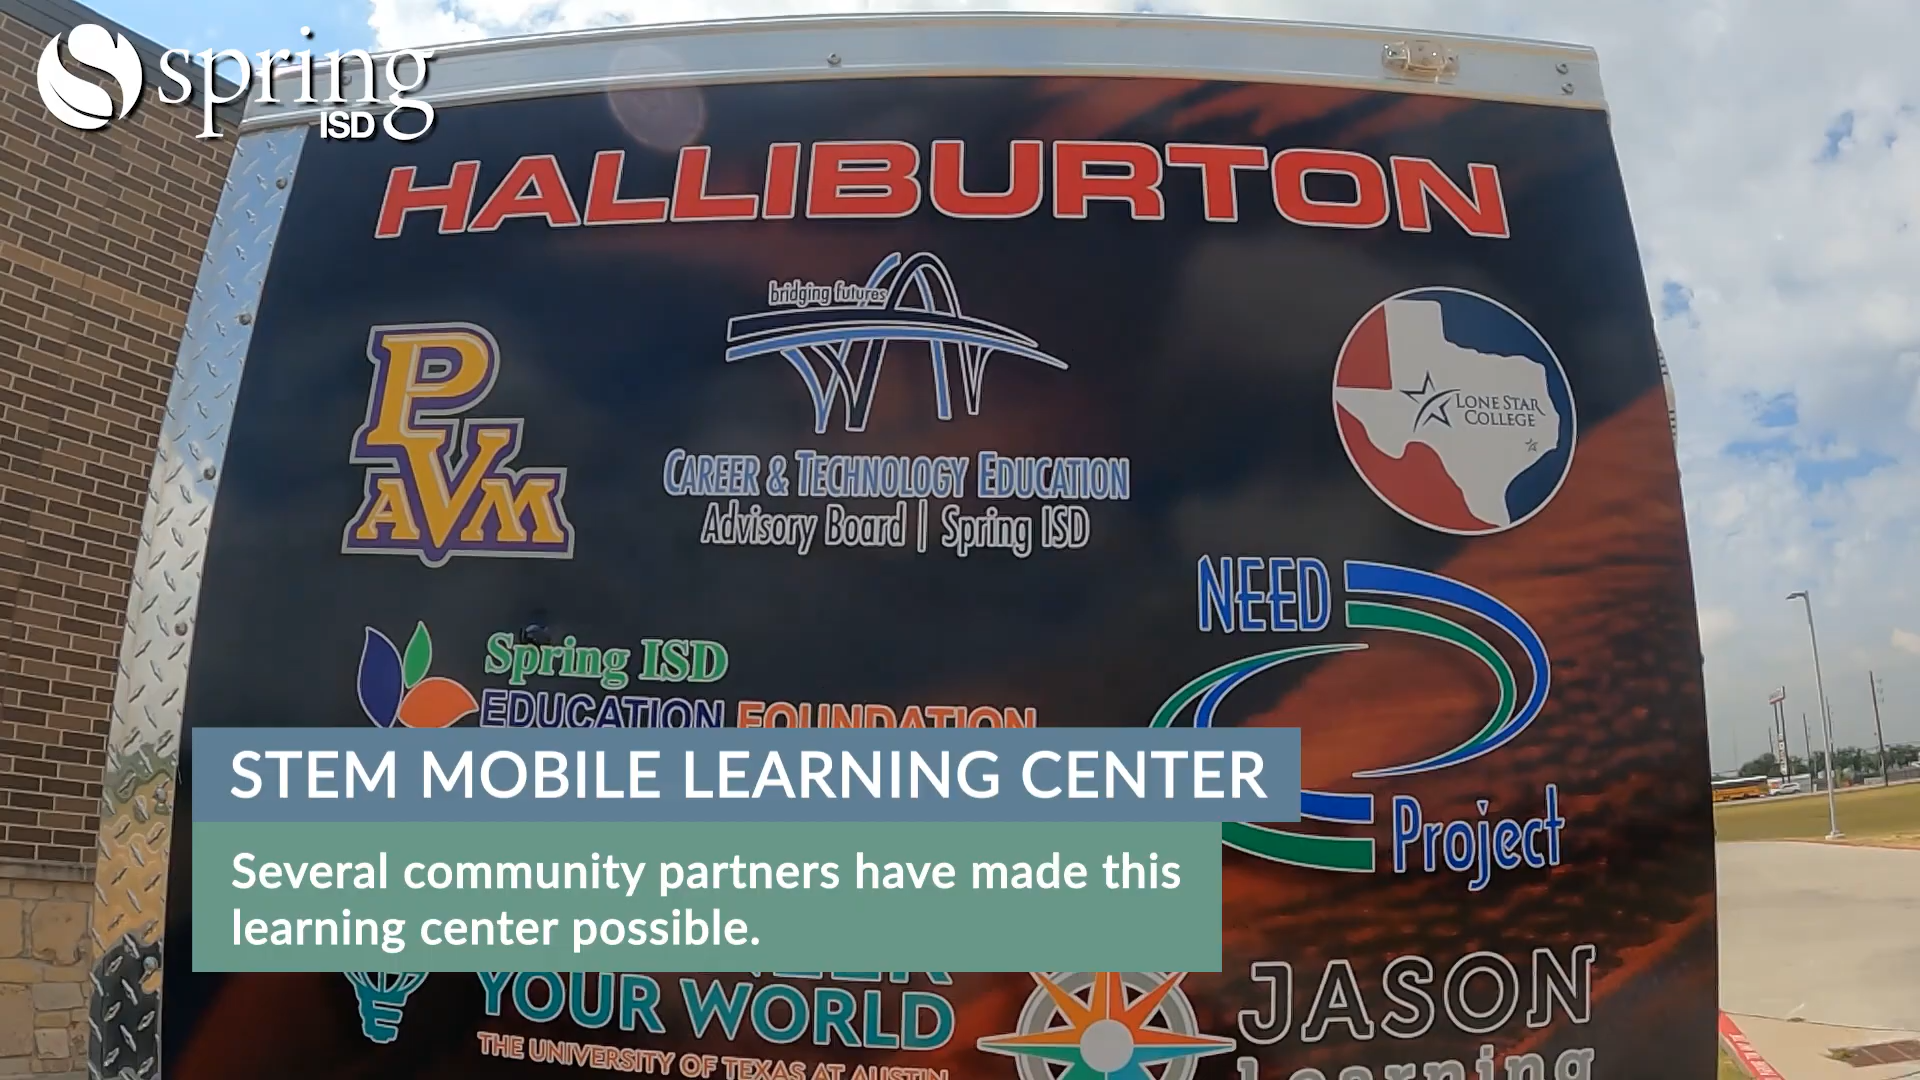 spring
ISD
HALLIBURTON
bridging futures
PVAM
CAREER & TECHNOLOGY EDUCATION
Advisory Board | Spring ISD
LONE STAR
COLLEGE
NEED
Project
Spring ISD
EDUCATION FOUNDATION
STEM MOBILE LEARNING CENTER
Several community partners have made this
learning center possible.
YOUR WORLD
THE UNIVERSITY OF TEXAS AT AUSTIN
JASON
Learning